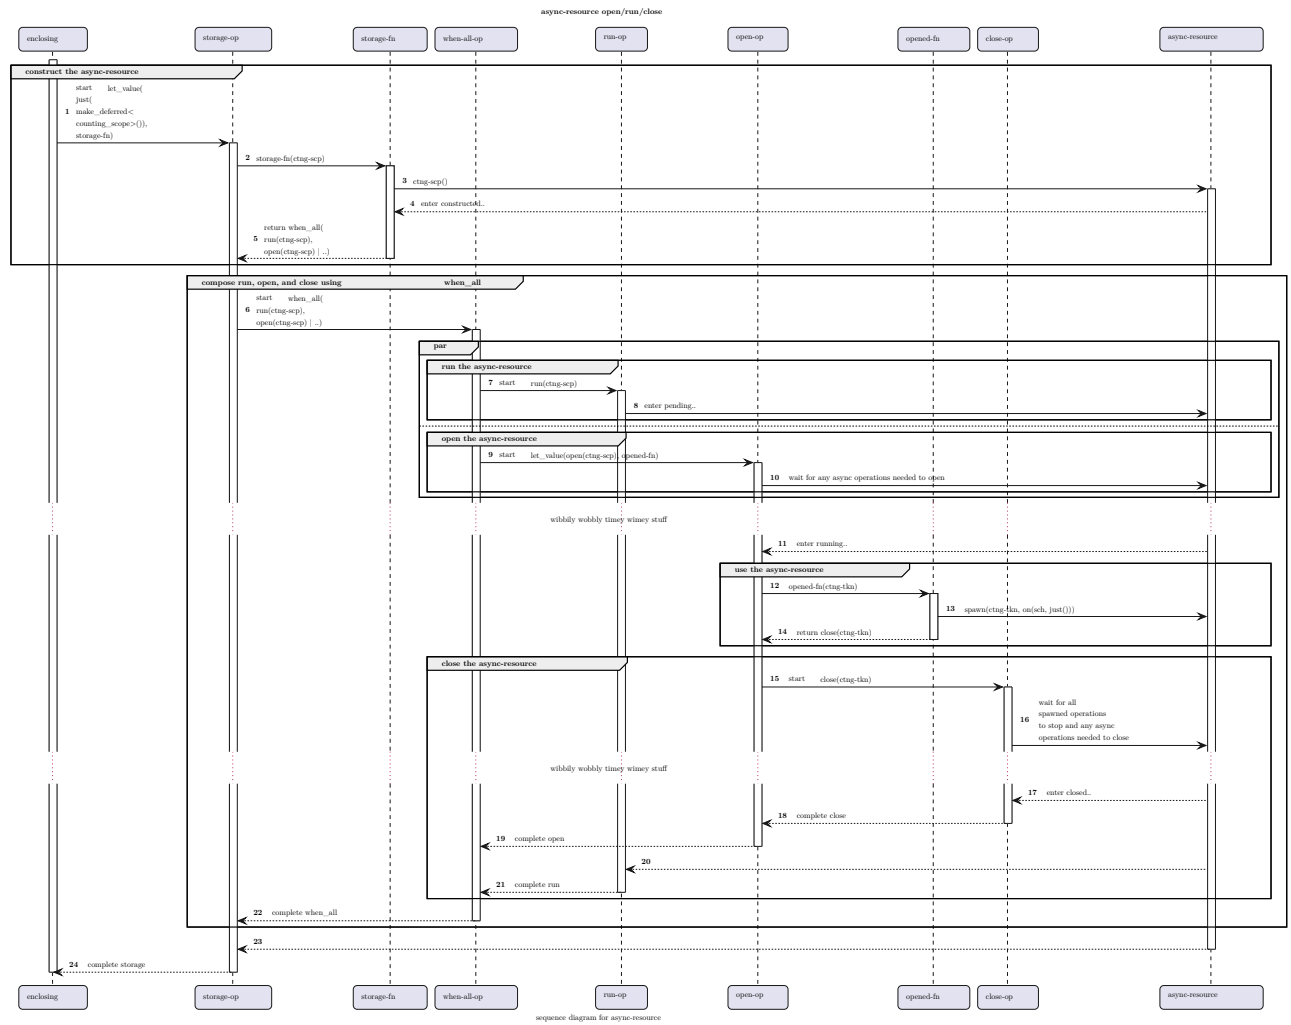 async-resource open/run/close
enclosing
storage-op
storage-fn
when-all-op
run-op
open-op
opened-fn
close-op
async-resource
construct the async-resource
1 start let_value(
just(
make_deferred<
counting_scope>()),
storage-fn)
2 storage-fn(ctng-scp)
3 ctng-scp()
4 enter constructed..
5 return when_all(
run(ctng-scp),
open(ctng-scp) | ..)
compose run, open, and close using when_all
6 start when_all(
run(ctng-scp),
open(ctng-scp) | ..)
par
run the async-resource
7 start run(ctng-scp)
8 enter pending..
open the async-resource
9 start let_value(open(ctng-scp), opened-fn)
10 wait for any async operations needed to open
wibbily wobbly timey wimey stuff
11 enter running..
use the async-resource
12 opened-fn(ctng-tkn)
13 spawn(ctng-tkn, on(sch, just()))
14 return close(ctng-tkn)
close the async-resource
15 start close(ctng-tkn)
16 wait for all
spawned operations
to stop and any async
operations needed to close
wibbily wobbly timey wimey stuff
17 enter closed..
18 complete close
19 complete open
20
21 complete run
22 complete when_all
23
24 complete storage
enclosing
storage-op
storage-fn
when-all-op
run-op
open-op
opened-fn
close-op
async-resource
sequence diagram for async-resource